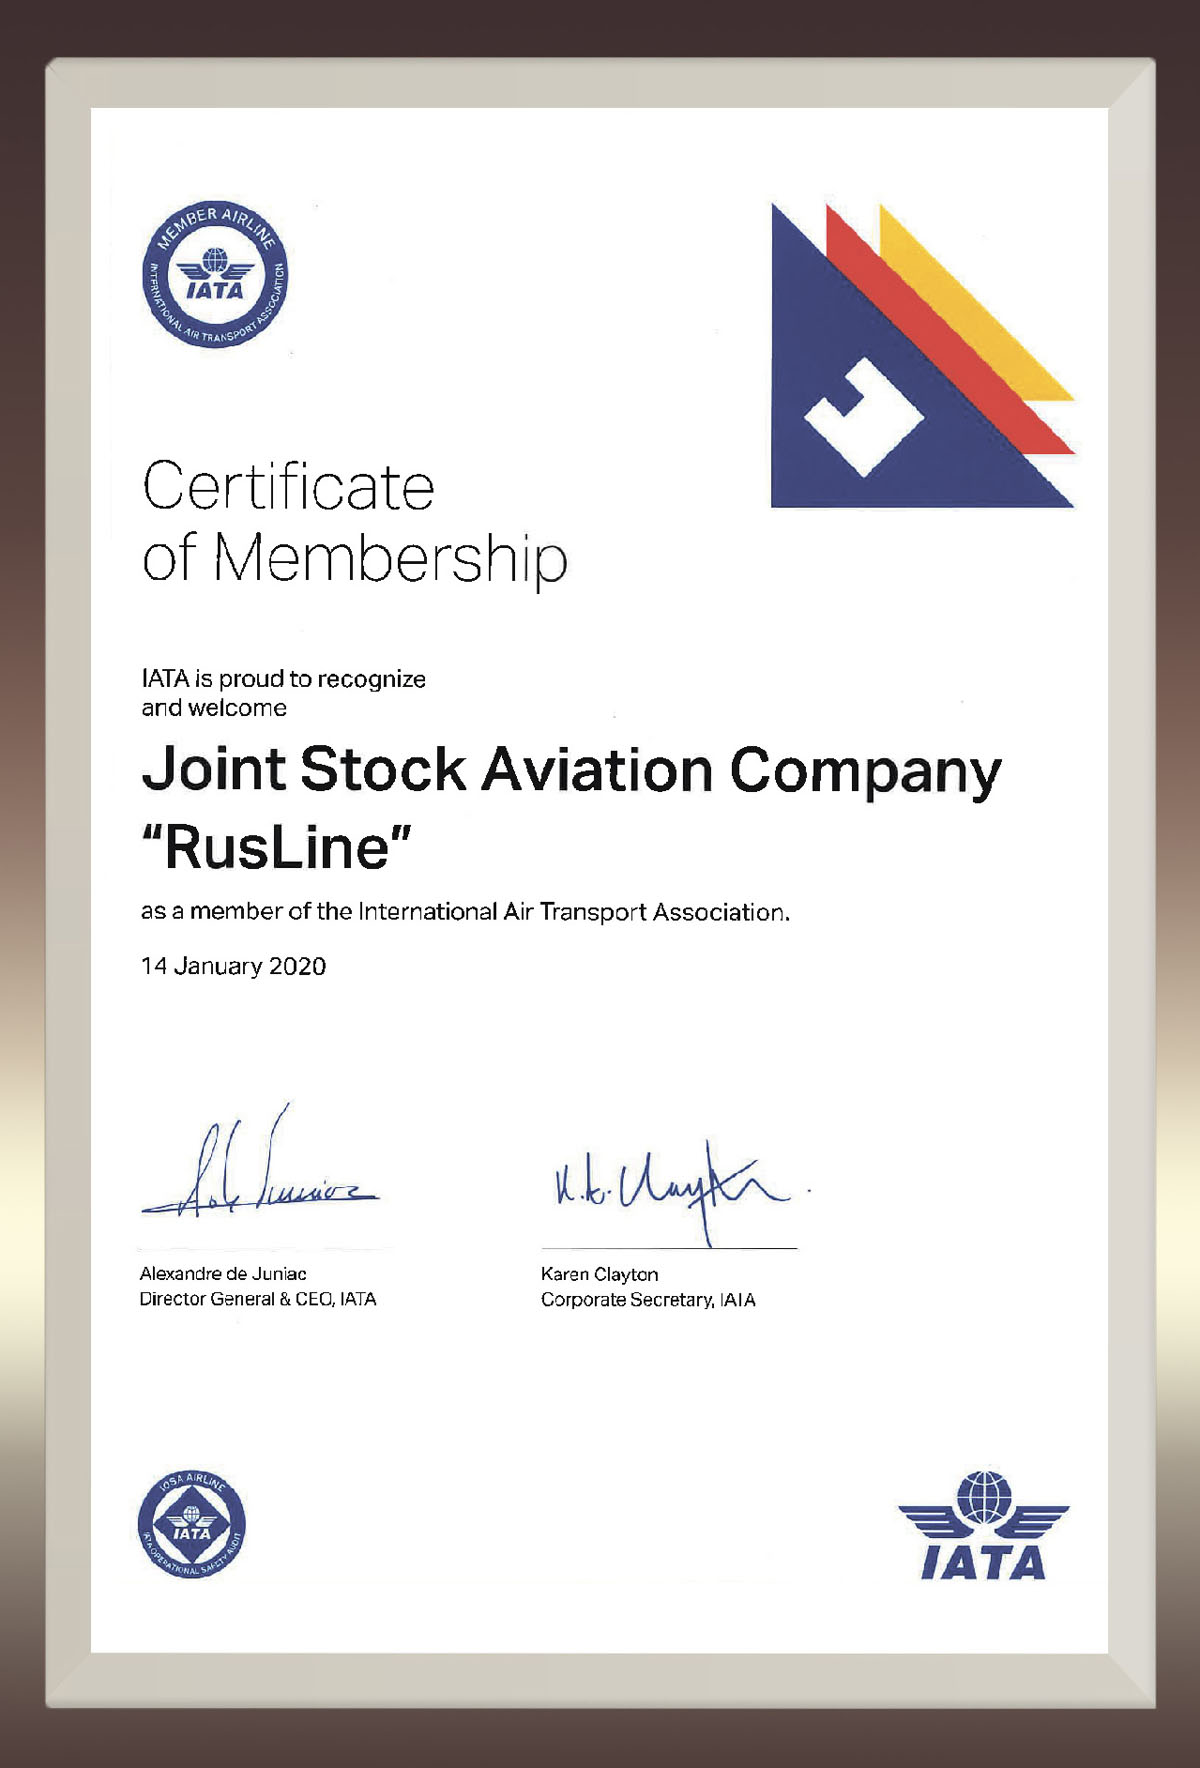 MEMBER AIRLINE
IATA
INTERNATIONAL AIR TRANSPORT ASSOCIATION
Certificate
of Membership
IATA is proud to recognize
and welcome
Joint Stock Aviation Company
“RusLine”
as a member of the International Air Transport Association.
14 January 2020
K.A. Clayton
Alexandre de Juniac
Director General & CEO, IATA
Karen Clayton
Corporate Secretary, IATA
IOSA AIRLINE
IATA
IATA OPERATIONAL SAFETY AUDIT
IATA